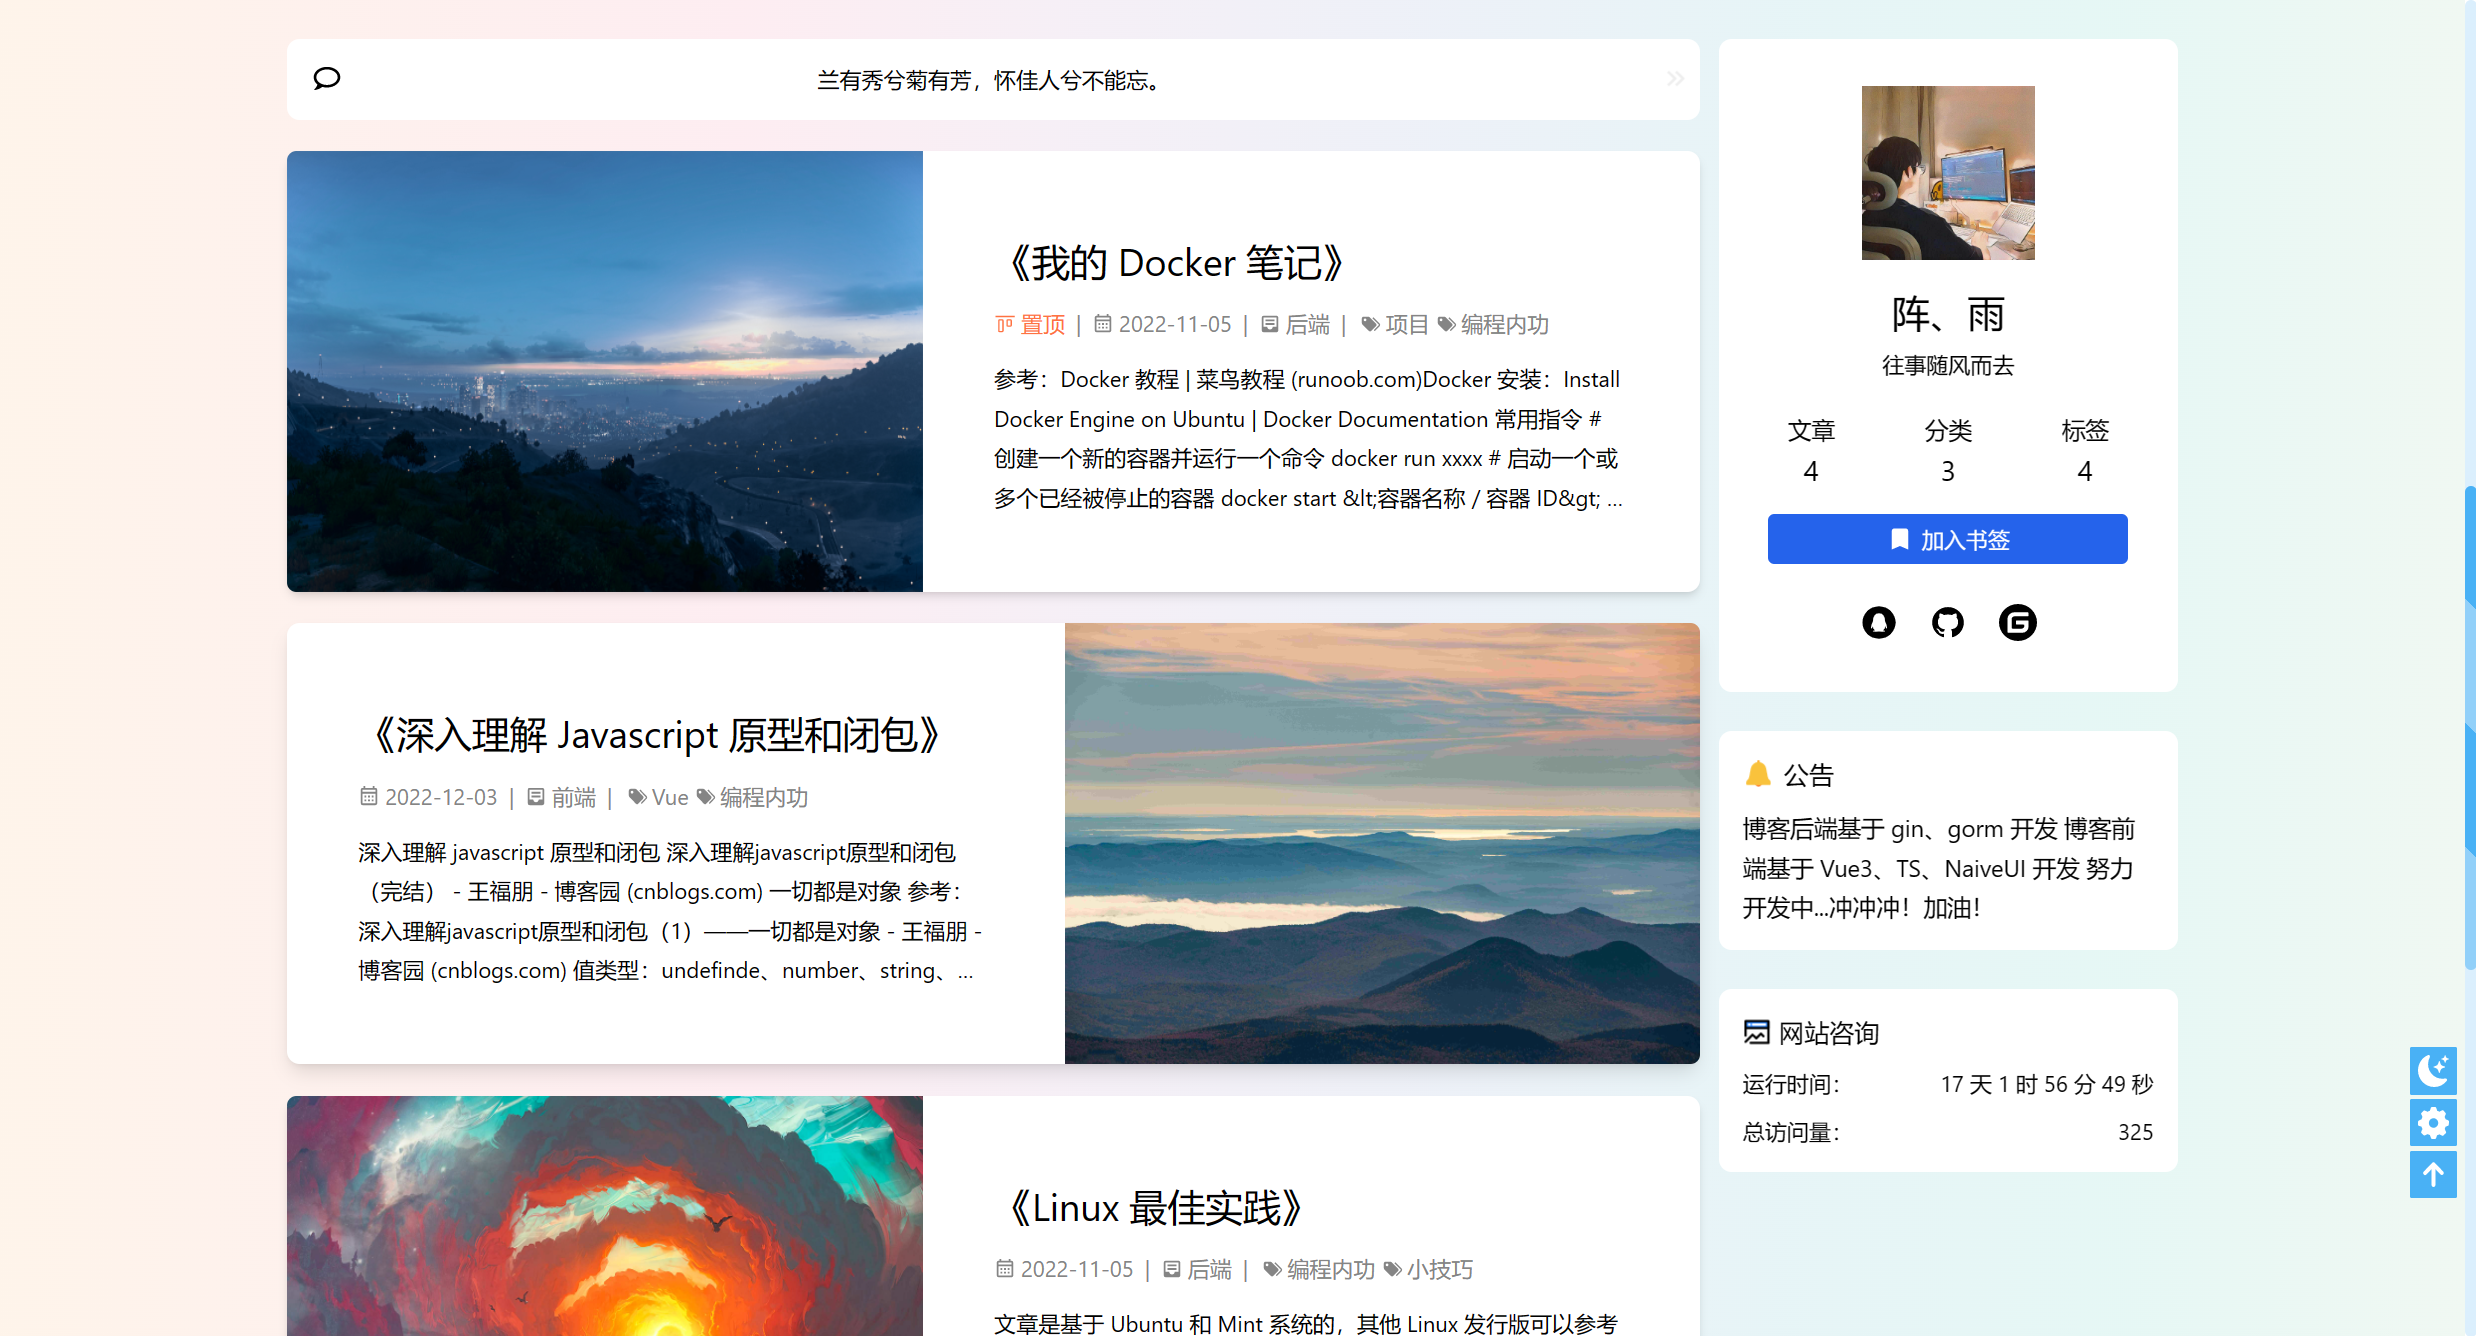 兰有秀兮菊有芳，怀佳人兮不能忘。
《我的 Docker 笔记》
置顶 | 2022-11-05 | 后端 | 项目 编程内功
参考：Docker 教程 | 菜鸟教程 (runoob.com)Docker 安装：Install
Docker Engine on Ubuntu | Docker Documentation 常用指令 #
创建一个新的容器并运行一个命令 docker run xxxx # 启动一个或
多个已经被停止的容器 docker start &lt;容器名称 / 容器 ID&gt; ...
《深入理解 Javascript 原型和闭包》
2022-12-03 | 前端 | Vue 编程内功
深入理解 javascript 原型和闭包 深入理解javascript原型和闭包
（完结） - 王福朋 - 博客园 (cnblogs.com) 一切都是对象 参考：
深入理解javascript原型和闭包（1）——一切都是对象 - 王福朋 -
博客园 (cnblogs.com) 值类型：undefinde、number、string、...
《Linux 最佳实践》
2022-11-05 | 后端 | 编程内功 小技巧
文章是基于 Ubuntu 和 Mint 系统的，其他 Linux 发行版可以参考
阵、雨
往事随风而去
文章 分类 标签
4 3 4
加入书签
公告
博客后端基于 gin、gorm 开发 博客前
端基于 Vue3、TS、NaiveUI 开发 努力
开发中...冲冲冲！加油！
网站咨询
运行时间： 17 天 1 时 56 分 49 秒
总访问量： 325